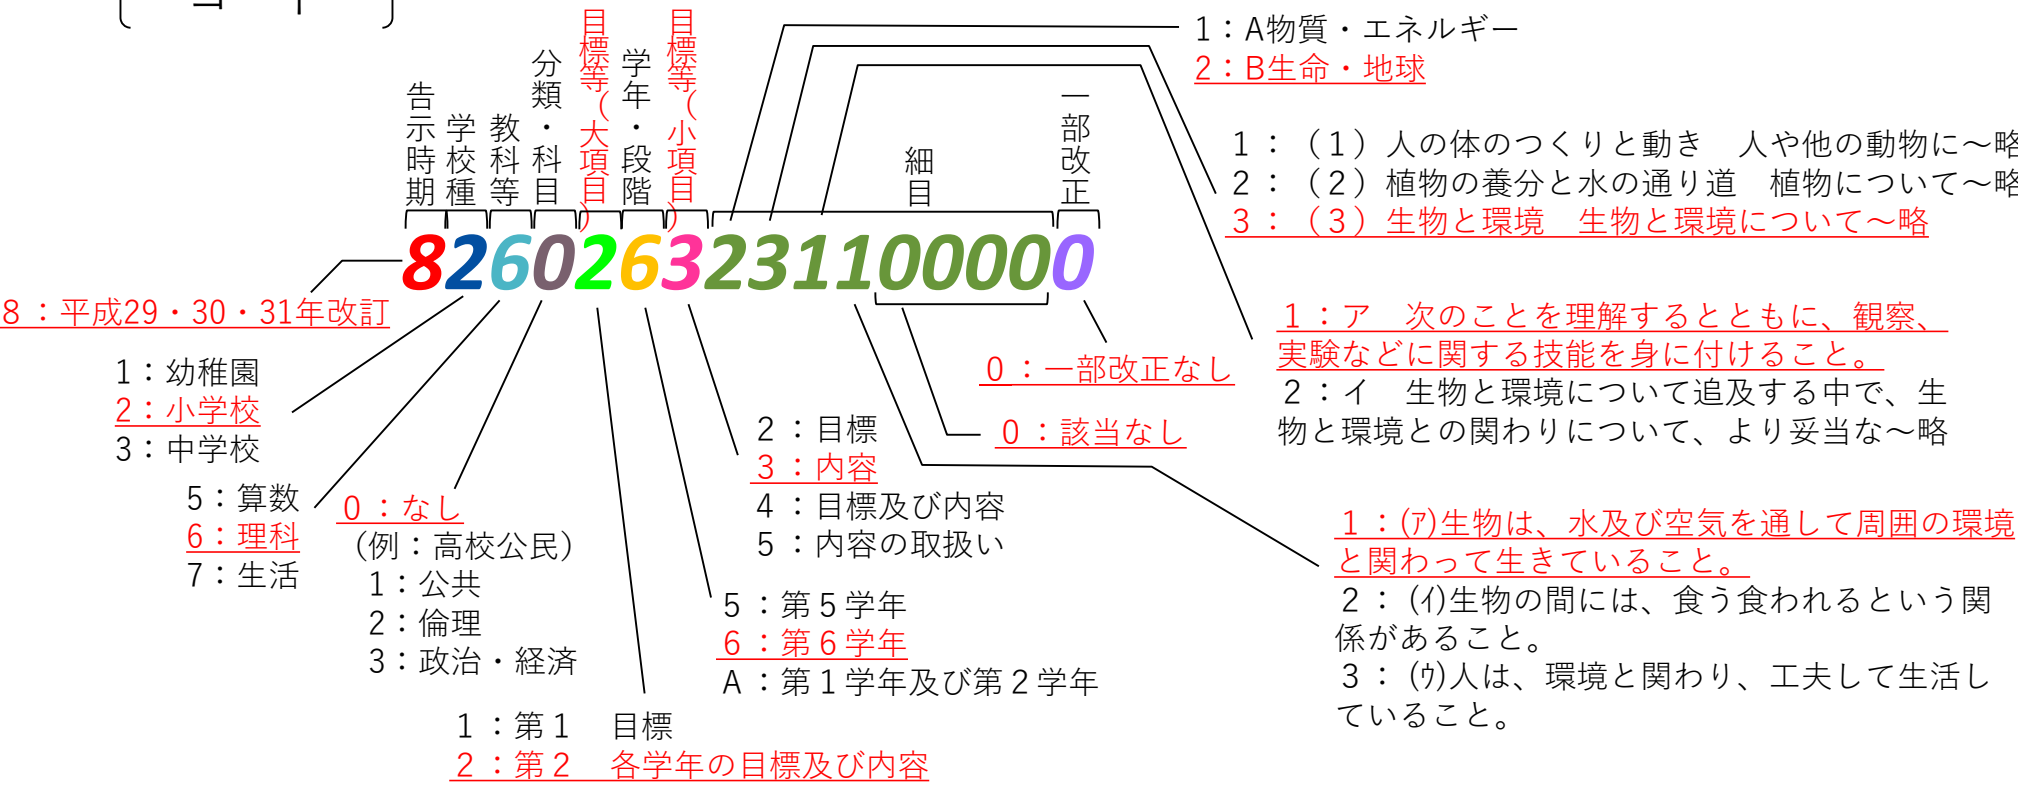 コード
告示時期
学校種
教科等
分類・科目
目標等（大項目）
学年・段階
目標等（小項目）
細目
一部改正
8260263231100000
1：A物質・エネルギー
2：B生命・地球
1：（1）人の体のつくりと動き　人や他の動物に～略
2：（2）植物の養分と水の通り道　植物について～略
3：（3）生物と環境　生物と環境について～略
8：平成29・30・31年改訂
1：ア　次のことを理解するとともに、観察、
実験などに関する技能を身に付けること。
2：イ　生物と環境について追及する中で、生
物と環境との関わりについて、より妥当な～略
1：幼稚園
2：小学校
3：中学校
0：一部改正なし
0：該当なし
2：目標
3：内容
4：目標及び内容
5：内容の取扱い
5：算数
6：理科
7：生活
0：なし
（例：高校公民）
1：公共
2：倫理
3：政治・経済
1：(ｱ)生物は、水及び空気を通して周囲の環境
と関わって生きていること。
2：(ｲ)生物の間には、食う食われるという関
係があること。
3：(ｳ)人は、環境と関わり、工夫して生活し
ていること。
5：第５学年
6：第６学年
A：第１学年及び第２学年
1：第１　目標
2：第２　各学年の目標及び内容